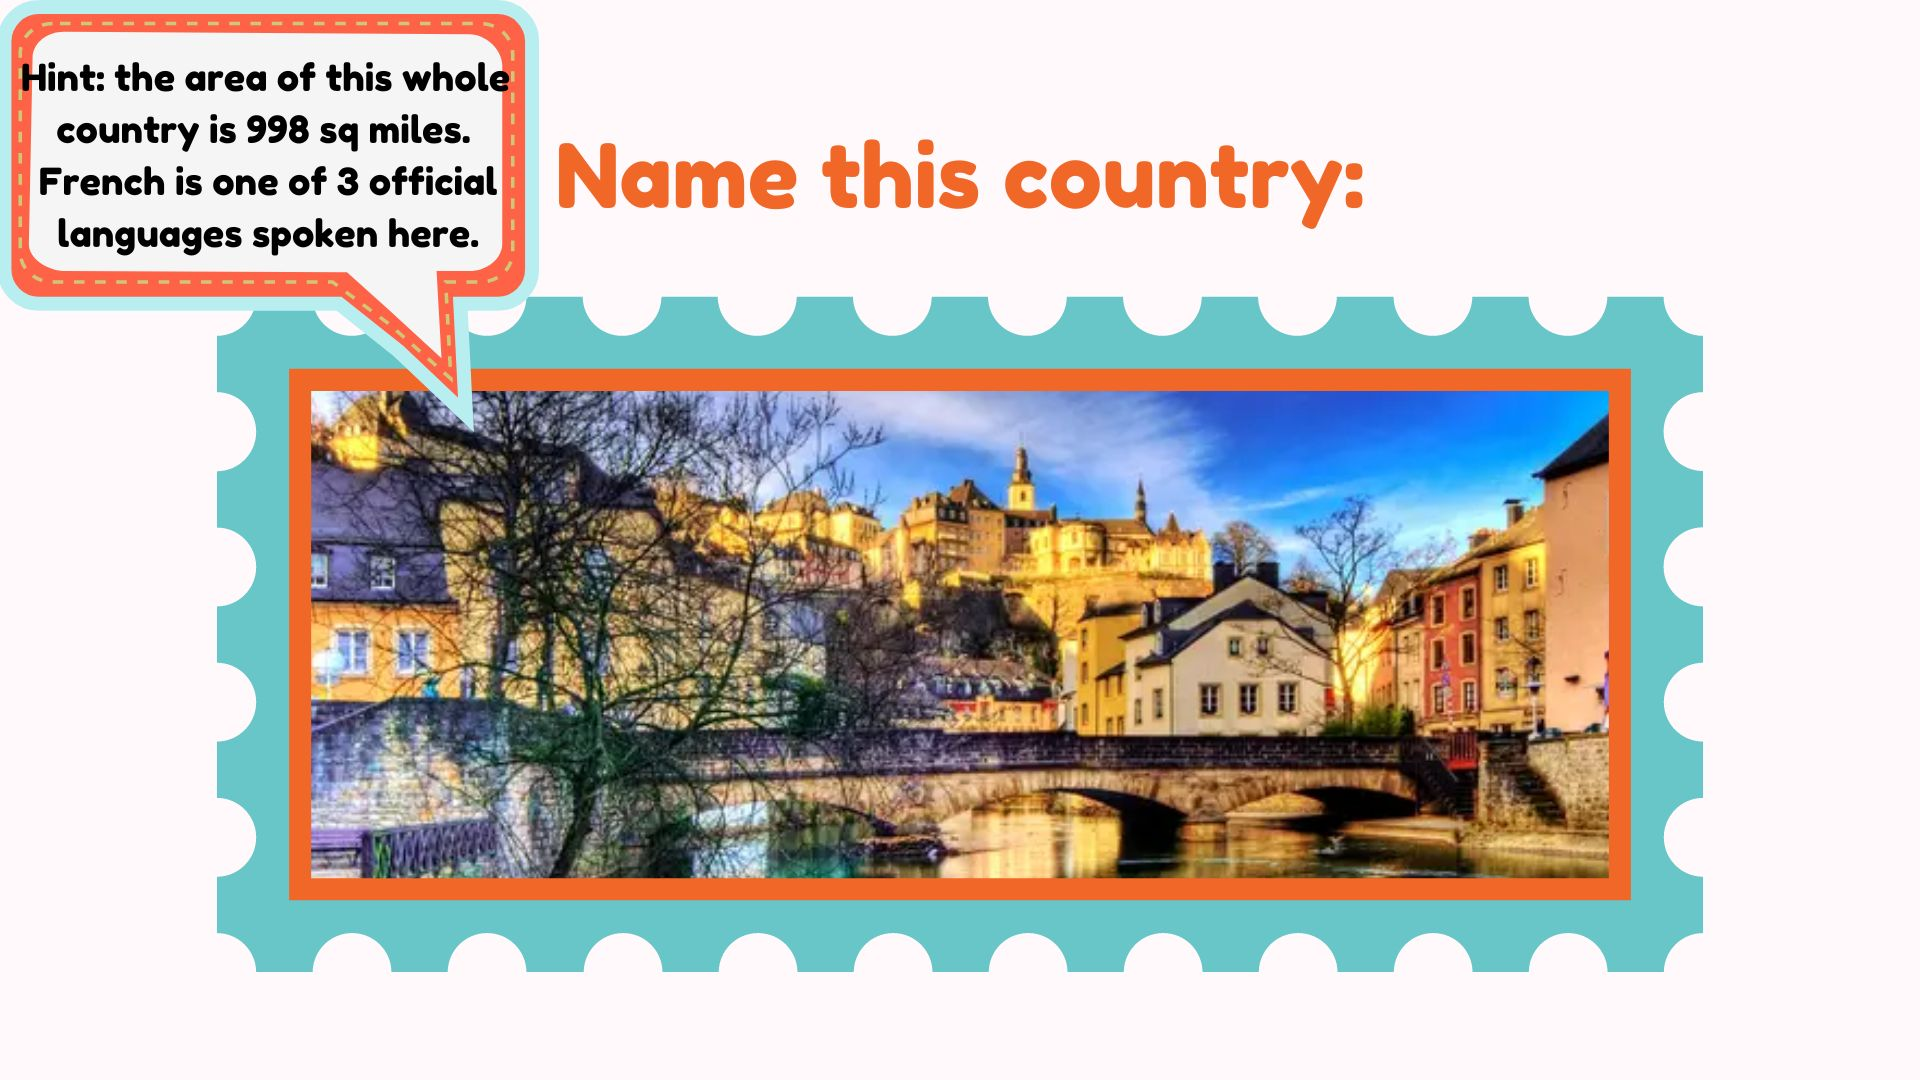 Hint: the area of this whole
country is 998 sq miles.
French is one of 3 official
languages spoken here.
Name this country: